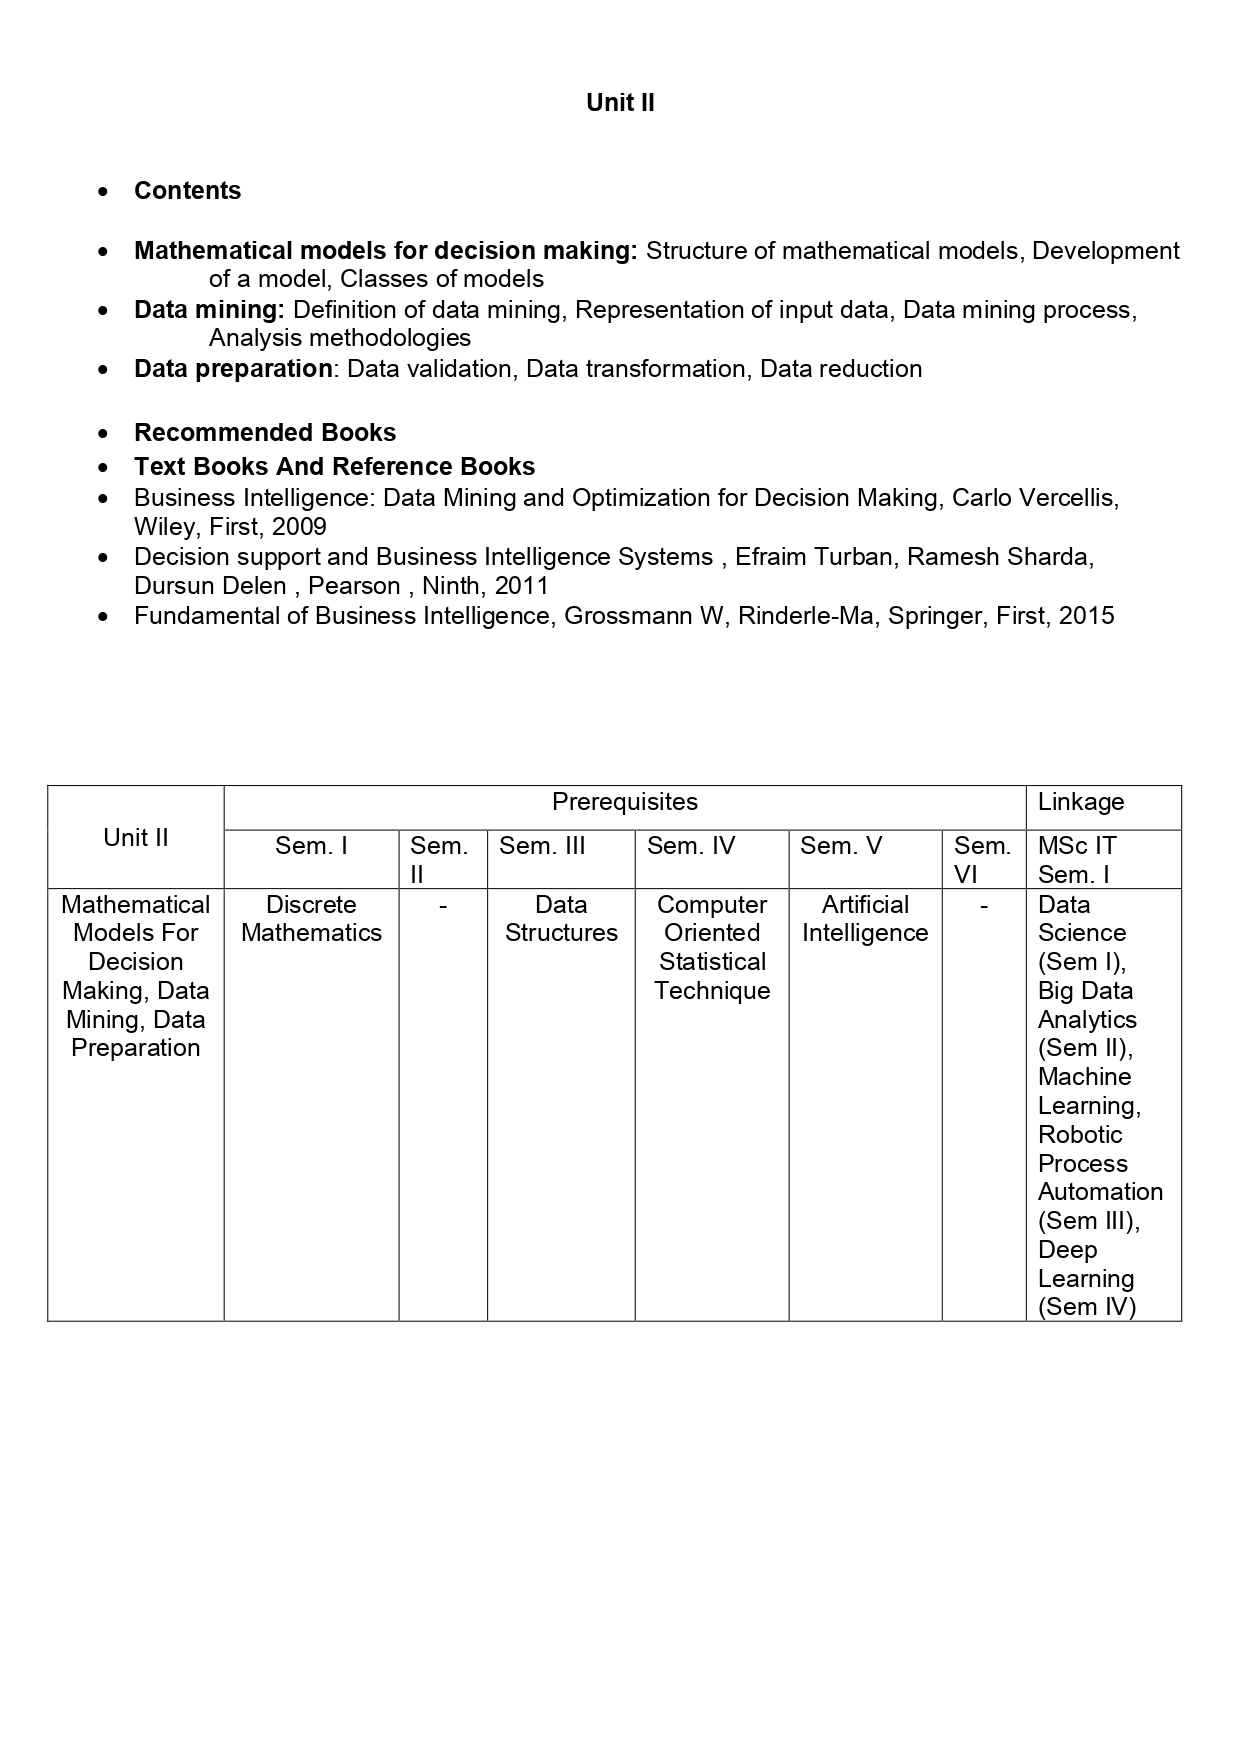 Unit II
• Contents
• Mathematical models for decision making: Structure of mathematical models, Development
of a model, Classes of models
• Data mining: Definition of data mining, Representation of input data, Data mining process,
Analysis methodologies
• Data preparation: Data validation, Data transformation, Data reduction
• Recommended Books
• Text Books And Reference Books
• Business Intelligence: Data Mining and Optimization for Decision Making, Carlo Vercellis,
Wiley, First, 2009
• Decision support and Business Intelligence Systems , Efraim Turban, Ramesh Sharda,
Dursun Delen , Pearson , Ninth, 2011
• Fundamental of Business Intelligence, Grossmann W, Rinderle-Ma, Springer, First, 2015
Unit II
Prerequisites
Linkage
Sem. I
Sem.
II
Sem. III
Sem. IV
Sem. V
Sem.
VI
MSc IT
Sem. I
Mathematical
Models For
Decision
Making, Data
Mining, Data
Preparation
Discrete
Mathematics
-
Data
Structures
Computer
Oriented
Statistical
Technique
Artificial
Intelligence
-
Data
Science
(Sem I),
Big Data
Analytics
(Sem II),
Machine
Learning,
Robotic
Process
Automation
(Sem III),
Deep
Learning
(Sem IV)